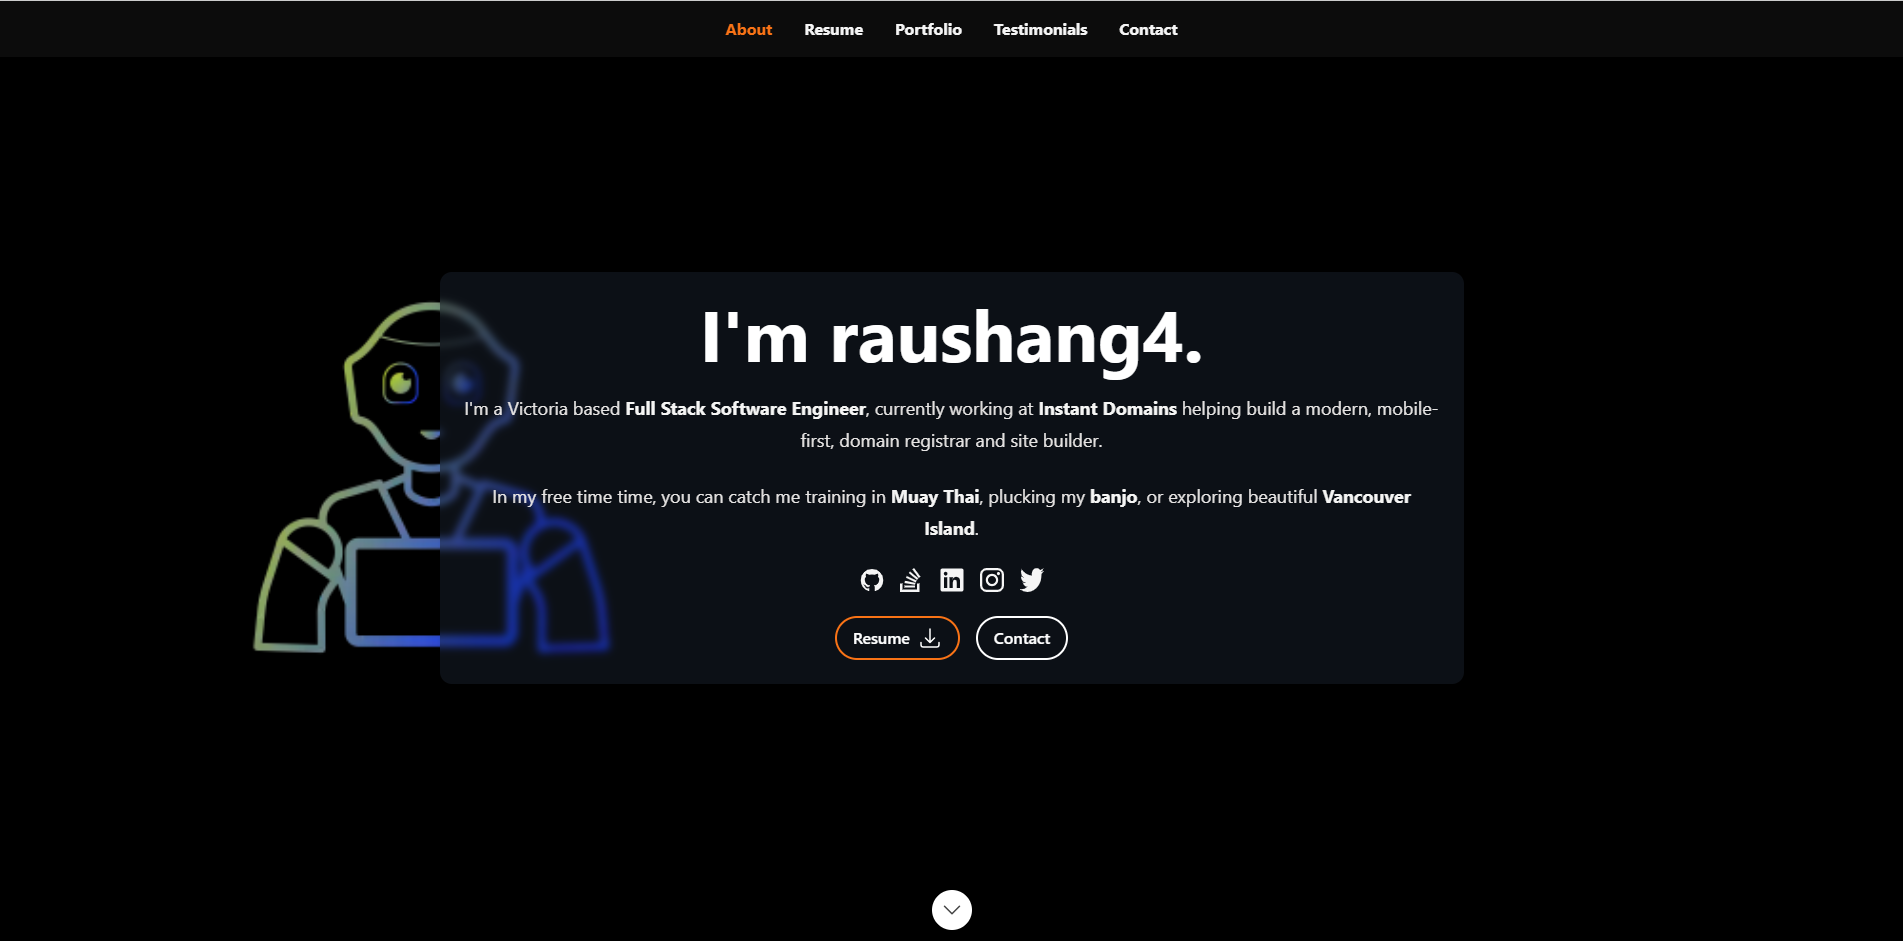 About Resume Portfolio Testimonials Contact
I'm raushang4.
I'm a Victoria based Full Stack Software Engineer, currently working at Instant Domains helping build a modern, mobile-
first, domain registrar and site builder.
In my free time time, you can catch me training in Muay Thai, plucking my banjo, or exploring beautiful Vancouver
Island.
Resume Contact